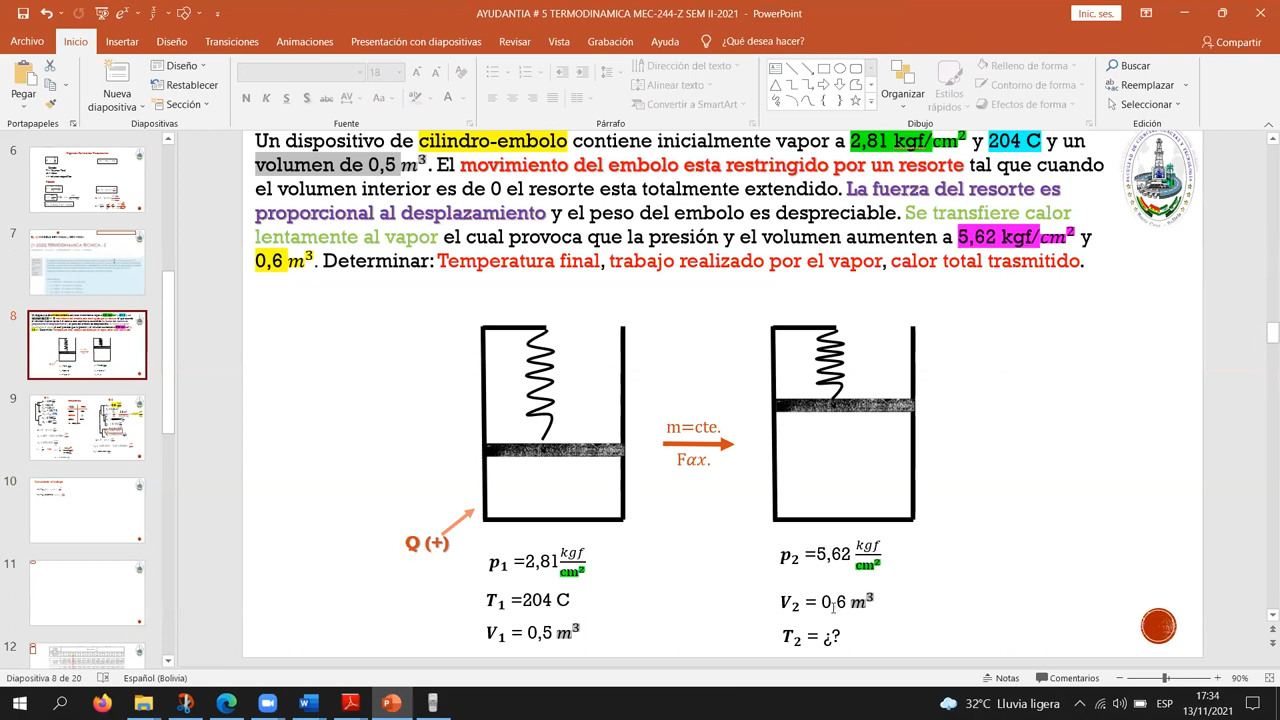 AYUDANTIA # 5 TERMODINAMICA MEC-244-Z SEM II-2021 - PowerPoint
Inic. ses.
Archivo Inicio Insertar Diseño Transiciones Animaciones Presentación con diapositivas Revisar Vista Grabación Ayuda ¿Qué desea hacer? Compartir
Pegar
Nueva diapositiva
Diseño
Restablecer
Sección
18
N K S abc AV Aa A
Dirección del texto
Alinear texto
Convertir a SmartArt
Organizar
Estilos rápidos
Relleno de forma
Contorno de forma
Efectos de forma
Buscar
Reemplazar
Seleccionar
Portapapeles Diapositivas Fuente Párrafo Dibujo Edición
Un dispositivo de cilindro-embolo contiene inicialmente vapor a 2,81 kgf/cm² y 204 C y un
volumen de 0,5 m³. El movimiento del embolo esta restringido por un resorte tal que cuando
el volumen interior es de 0 el resorte esta totalmente extendido. La fuerza del resorte es
proporcional al desplazamiento y el peso del embolo es despreciable. Se transfiere calor
lentamente al vapor el cual provoca que la presión y el volumen aumenten a 5,62 kgf/cm² y
0,6 m³. Determinar: Temperatura final, trabajo realizado por el vapor, calor total trasmitido.
m=cte.
Fαx.
Q (+)
p₁ =2,81 kgf/cm²
T₁ =204 C
V₁ = 0,5 m³
p₂ =5,62 kgf/cm²
V₂ = 0,6 m³
T₂ = ¿?
8
9
10
11
12
Diapositiva 8 de 20 Español (Bolivia) Notas Comentarios 90%
32°C Lluvia ligera ESP 17:34
13/11/2021